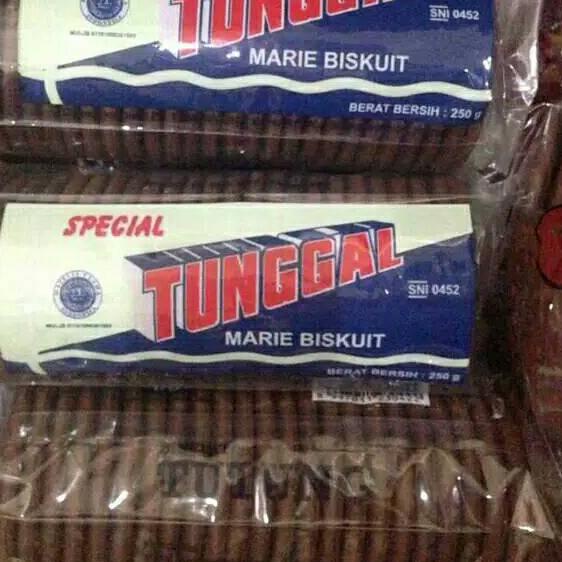 TUNGGAL
SNI 0452
MARIE BISKUIT
BERAT BERSIH : 250 g
SPECIAL
TUNGGAL
SNI 0452
MARIE BISKUIT
BERAT BERSIH : 250 g